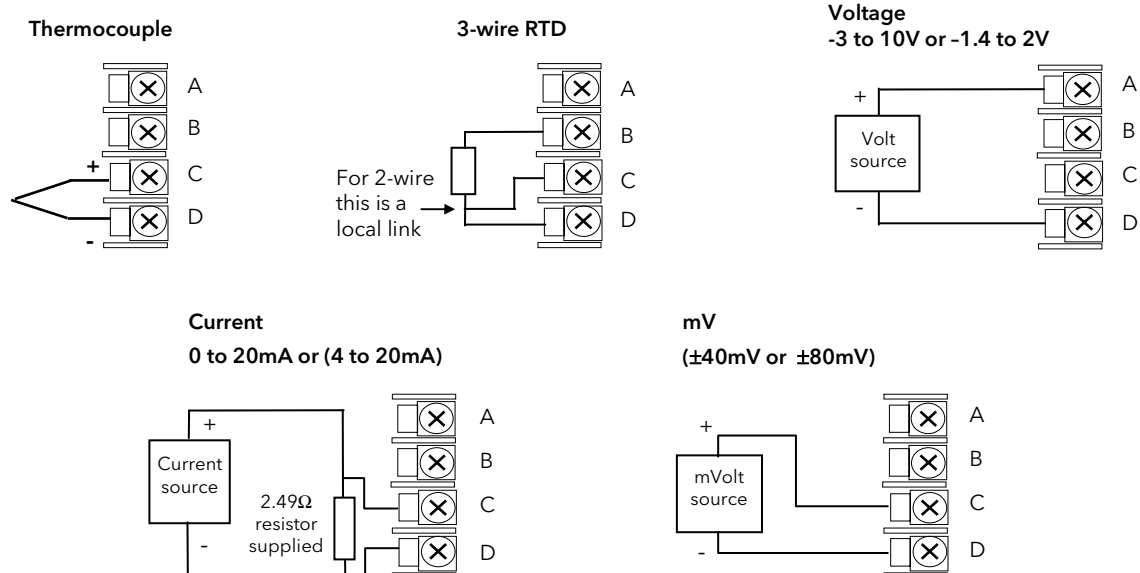 Thermocouple
A
B
+
C
D
-
3-wire RTD
A
B
For 2-wire
this is a
local link
C
D
Voltage
-3 to 10V or –1.4 to 2V
A
+
Volt
source
B
C
-
D
Current
0 to 20mA or (4 to 20mA)
A
+
B
Current
source
2.49Ω
resistor
supplied
C
-
D
mV
(±40mV or ±80mV)
A
+
B
mVolt
source
C
-
D